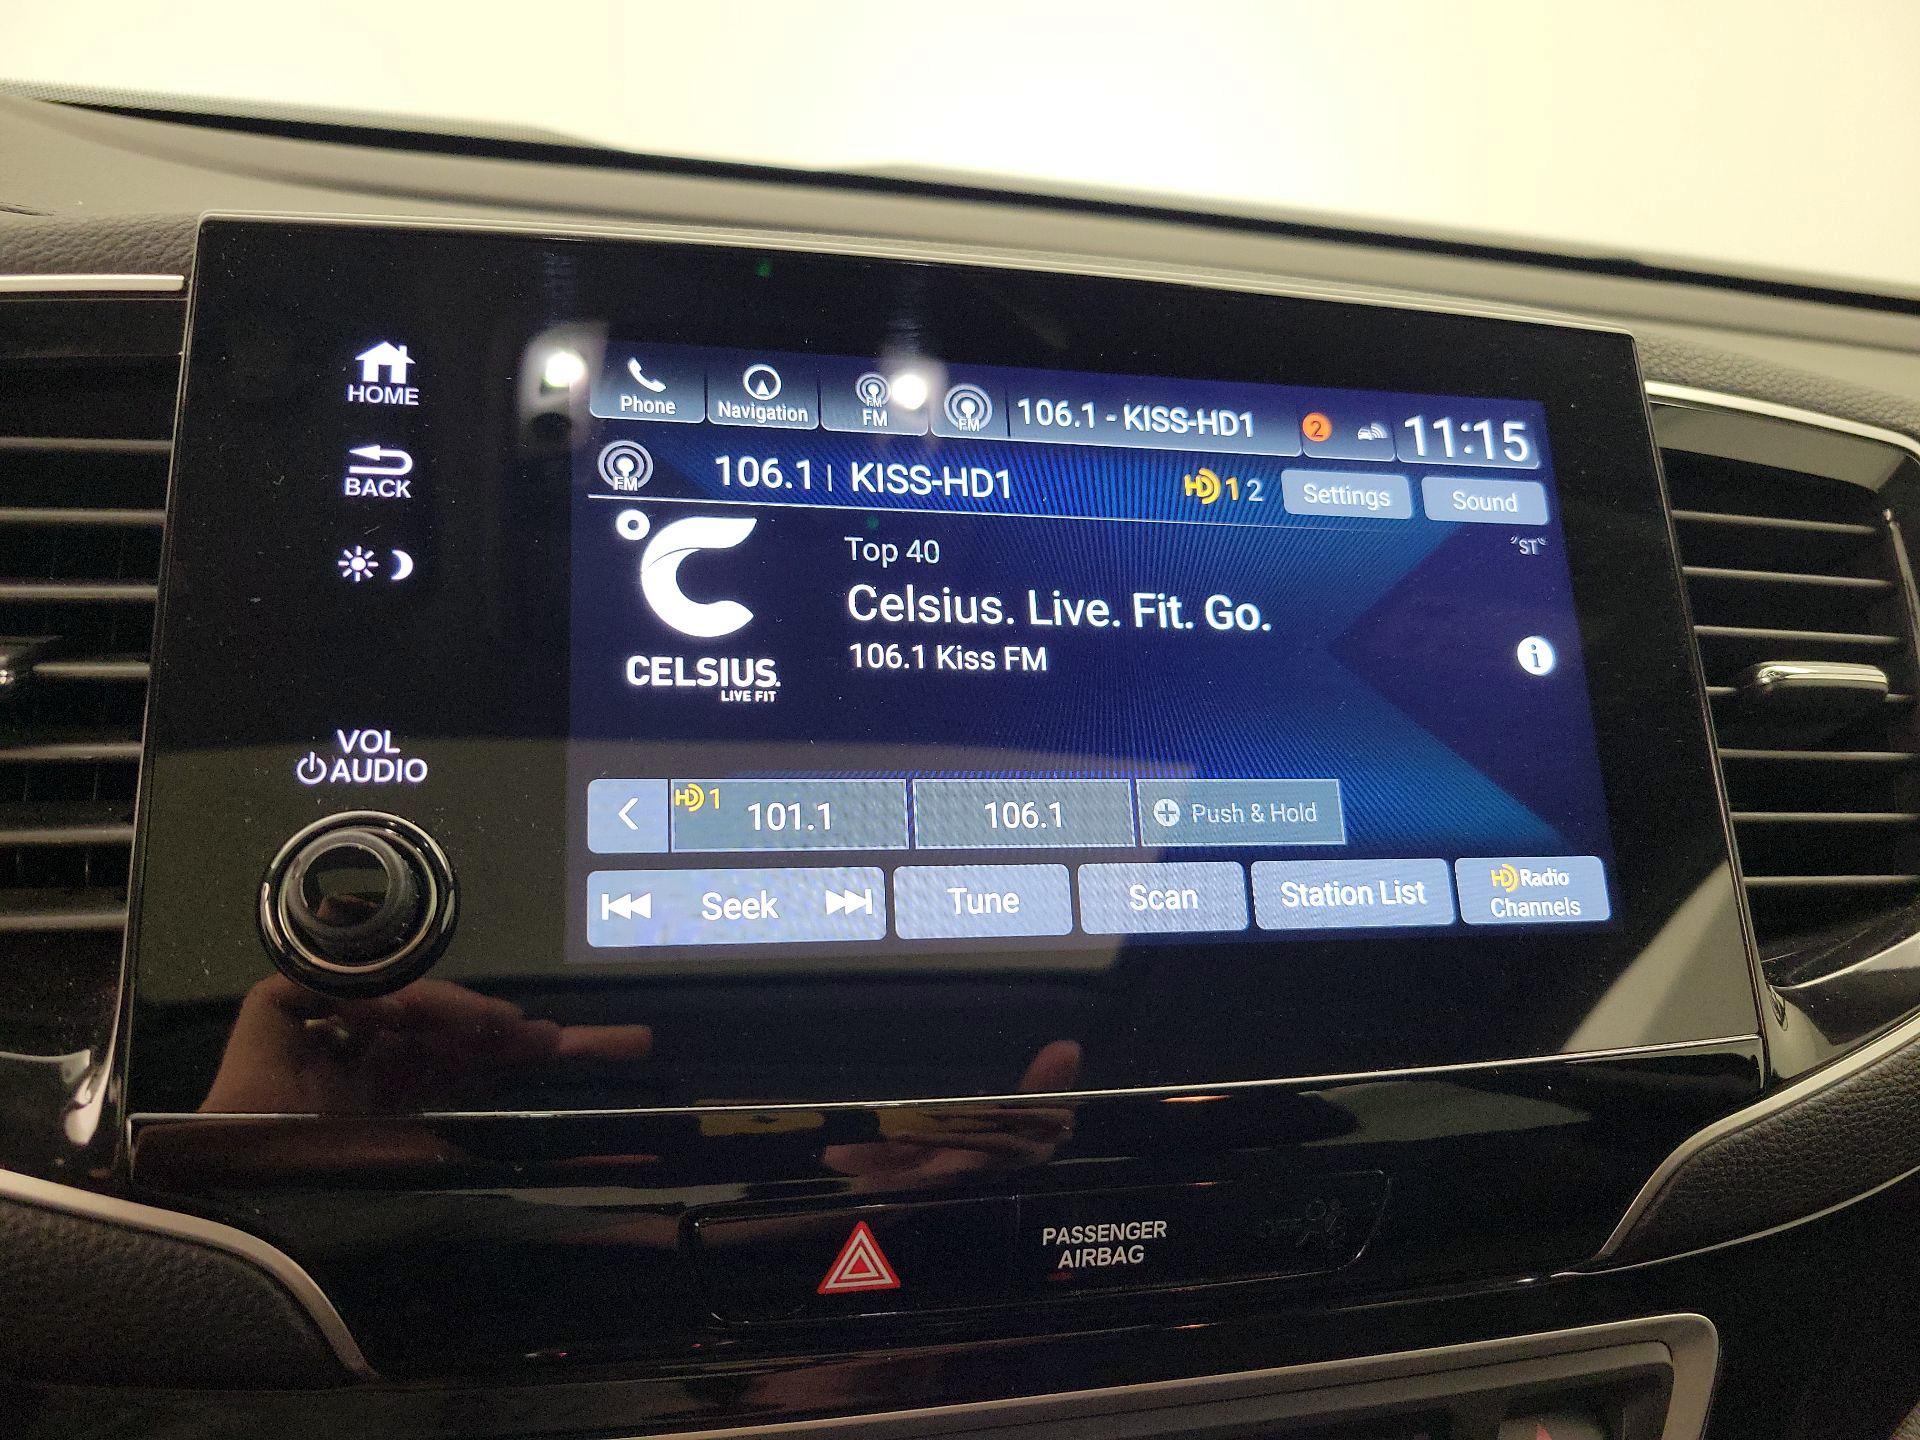 HOME
BACK
VOL
AUDIO
Phone
Navigation
FM
FM
FM
106.1 - KISS-HD1
2
11:15
FM
106.1 | KISS-HD1
HD 1 2
Settings
Sound
"ST"
°C
CELSIUS.
LIVE FIT
Top 40
Celsius. Live. Fit. Go.
106.1 Kiss FM
i
HD 1
101.1
106.1
Push & Hold
Seek
Tune
Scan
Station List
HD Radio
Channels
PASSENGER
AIRBAG
OFF